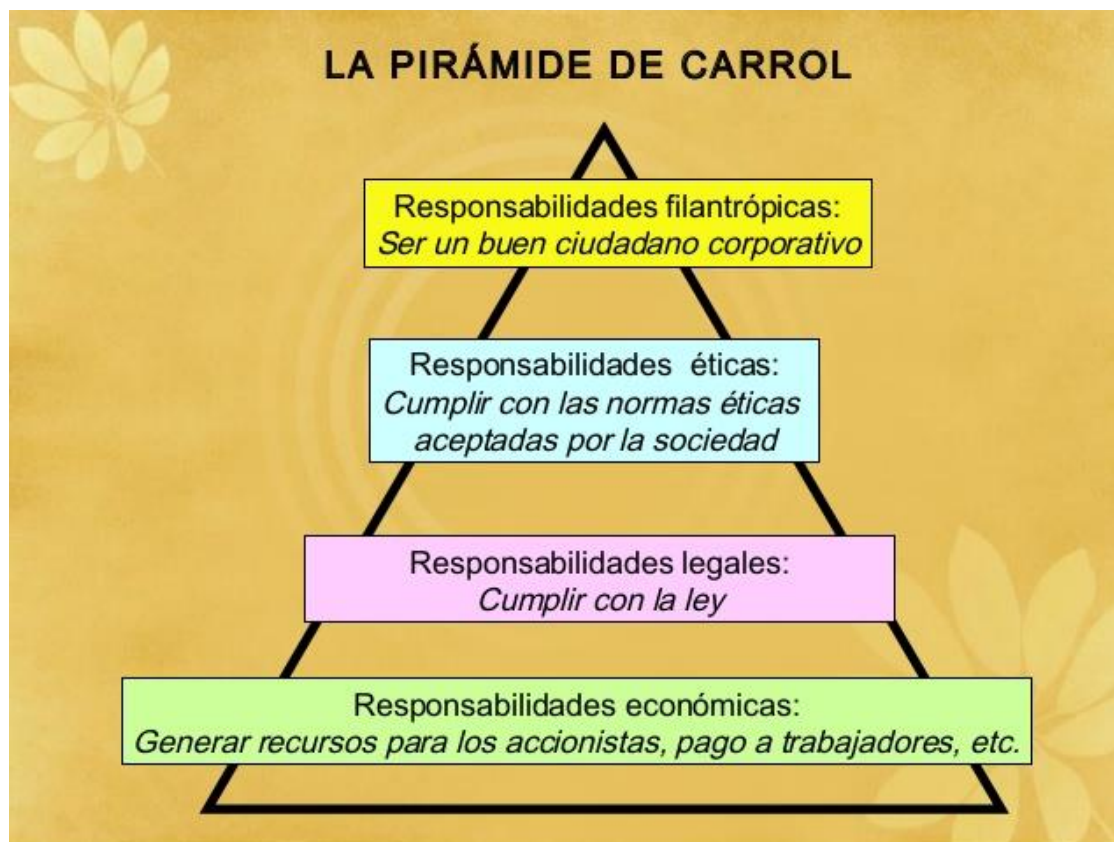 LA PIRÁMIDE DE CARROL
Responsabilidades filantrópicas:
Ser un buen ciudadano corporativo
Responsabilidades éticas:
Cumplir con las normas éticas
aceptadas por la sociedad
Responsabilidades legales:
Cumplir con la ley
Responsabilidades económicas:
Generar recursos para los accionistas, pago a trabajadores, etc.